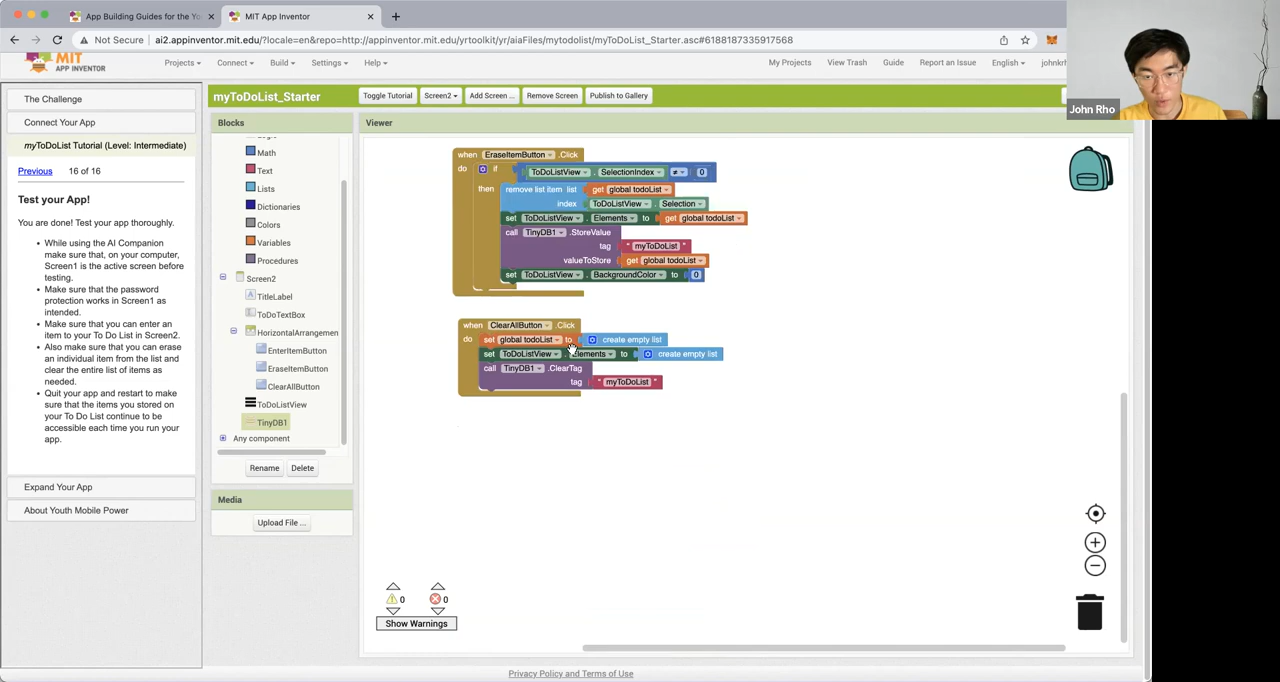 App Building Guides for the Yo
MIT App Inventor
Not Secure
ai2.appinventor.mit.edu/?locale=en&repo=http://appinventor.mit.edu/yrtoolkit/yr/aiaFiles/mytodolist/myToDoList_Starter.asc#6188187335917568
MIT
APP INVENTOR
Projects
Connect
Build
Settings
Help
My Projects
View Trash
Guide
Report an Issue
English
John Rho
The Challenge
Connect Your App
myToDoList Tutorial (Level: Intermediate)
Previous
16 of 16
Test your App!
You are done! Test your app thoroughly.
While using the AI Companion
make sure that, on your computer,
Screen1 is the active screen before
testing.
Make sure that the password
protection works in Screen1 as
intended.
Make sure that you can enter an
item to your To Do List in Screen2.
Also make sure that you can erase
an individual item from the list and
clear the entire list of items as
needed.
Quit your app and restart to make
sure that the items you stored on
your To Do List continue to be
accessible each time you run your
app.
Expand Your App
About Youth Mobile Power
myToDoList_Starter
Toggle Tutorial
Screen2
Add Screen ...
Remove Screen
Publish to Gallery
Blocks
Math
Text
Lists
Dictionaries
Colors
Variables
Procedures
Screen2
TitleLabel
ToDoTextBox
HorizontalArrangemen
EnterItemButton
EraseItemButton
ClearAllButton
ToDoListView
TinyDB1
Any component
Rename
Delete
Media
Upload File ...
Viewer
when EraseItemButton .Click
do if ToDoListView . SelectionIndex ≠ 0
then remove list item list get global todoList
index ToDoListView . Selection
set ToDoListView . Elements to get global todoList
call TinyDB1 .StoreValue
tag " myToDoList "
valueToStore get global todoList
set ToDoListView . BackgroundColor to 0
when ClearAllButton .Click
do set global todoList to create empty list
set ToDoListView . Elements to create empty list
call TinyDB1 .ClearTag
tag " myToDoList "
0
0
Show Warnings
Privacy Policy and Terms of Use